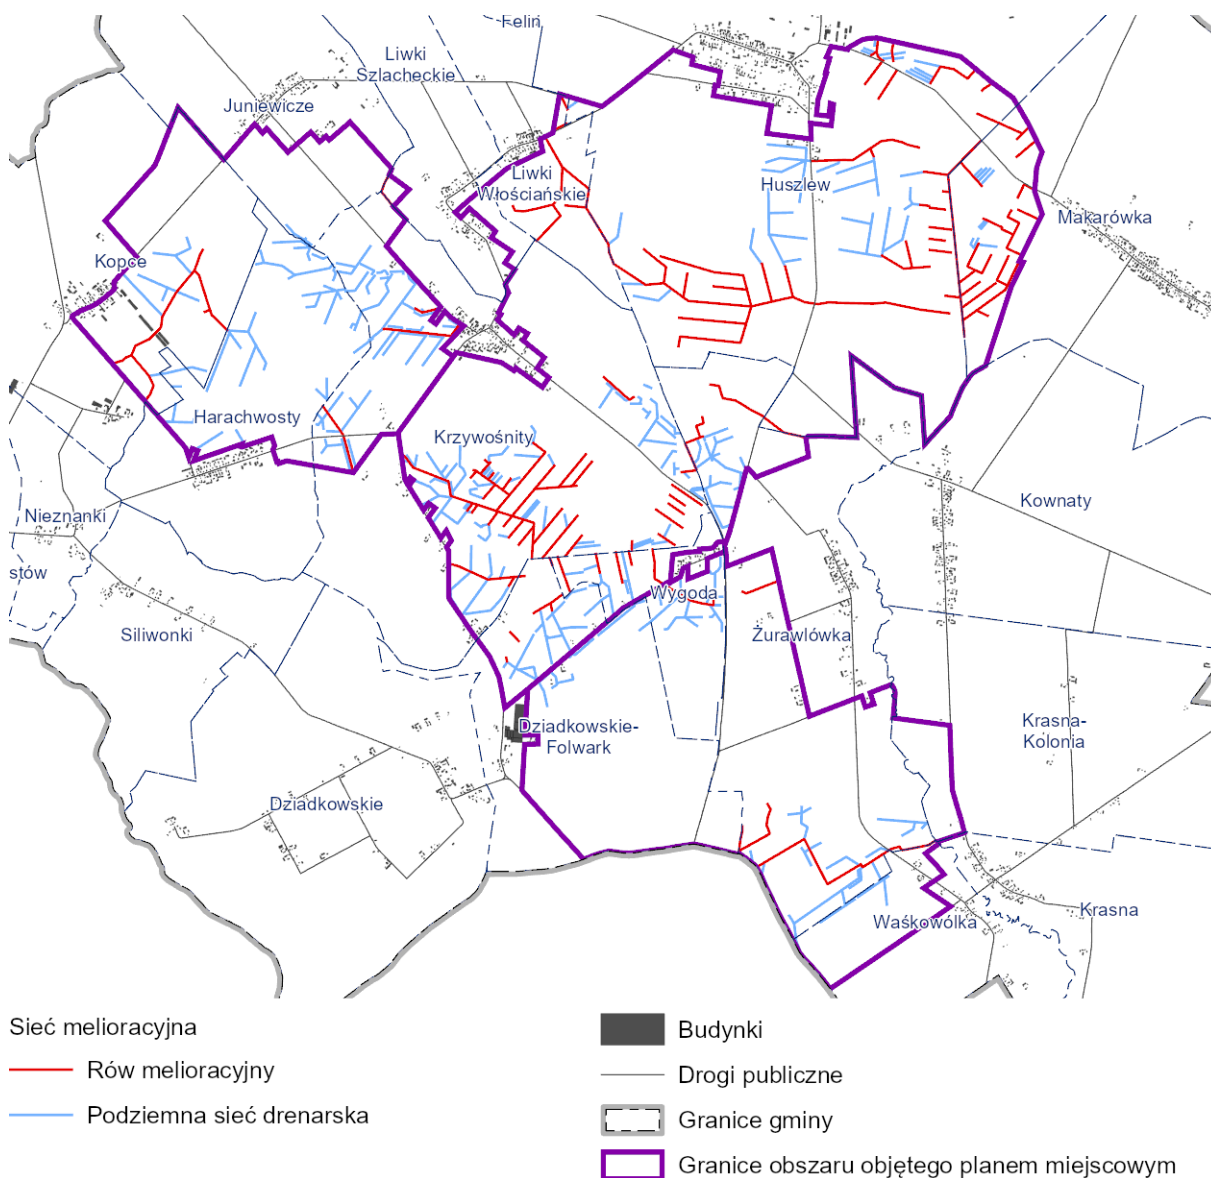 Felin
Liwki
Szlacheckie
Juniewicze
Liwki
Włościańskie
Huszlew
Makarówka
Kopce
Harachwosty
Krzywośnity
Nieznanki
Kownaty
stów
Siliwonki
Wygoda
Żurawlówka
Dziadkowskie-
Folwark
Krasna-
Kolonia
Dziadkowskie
Waśkowólka
Krasna
Sieć melioracyjna
Rów melioracyjny
Podziemna sieć drenarska
Budynki
Drogi publiczne
Granice gminy
Granice obszaru objętego planem miejscowym